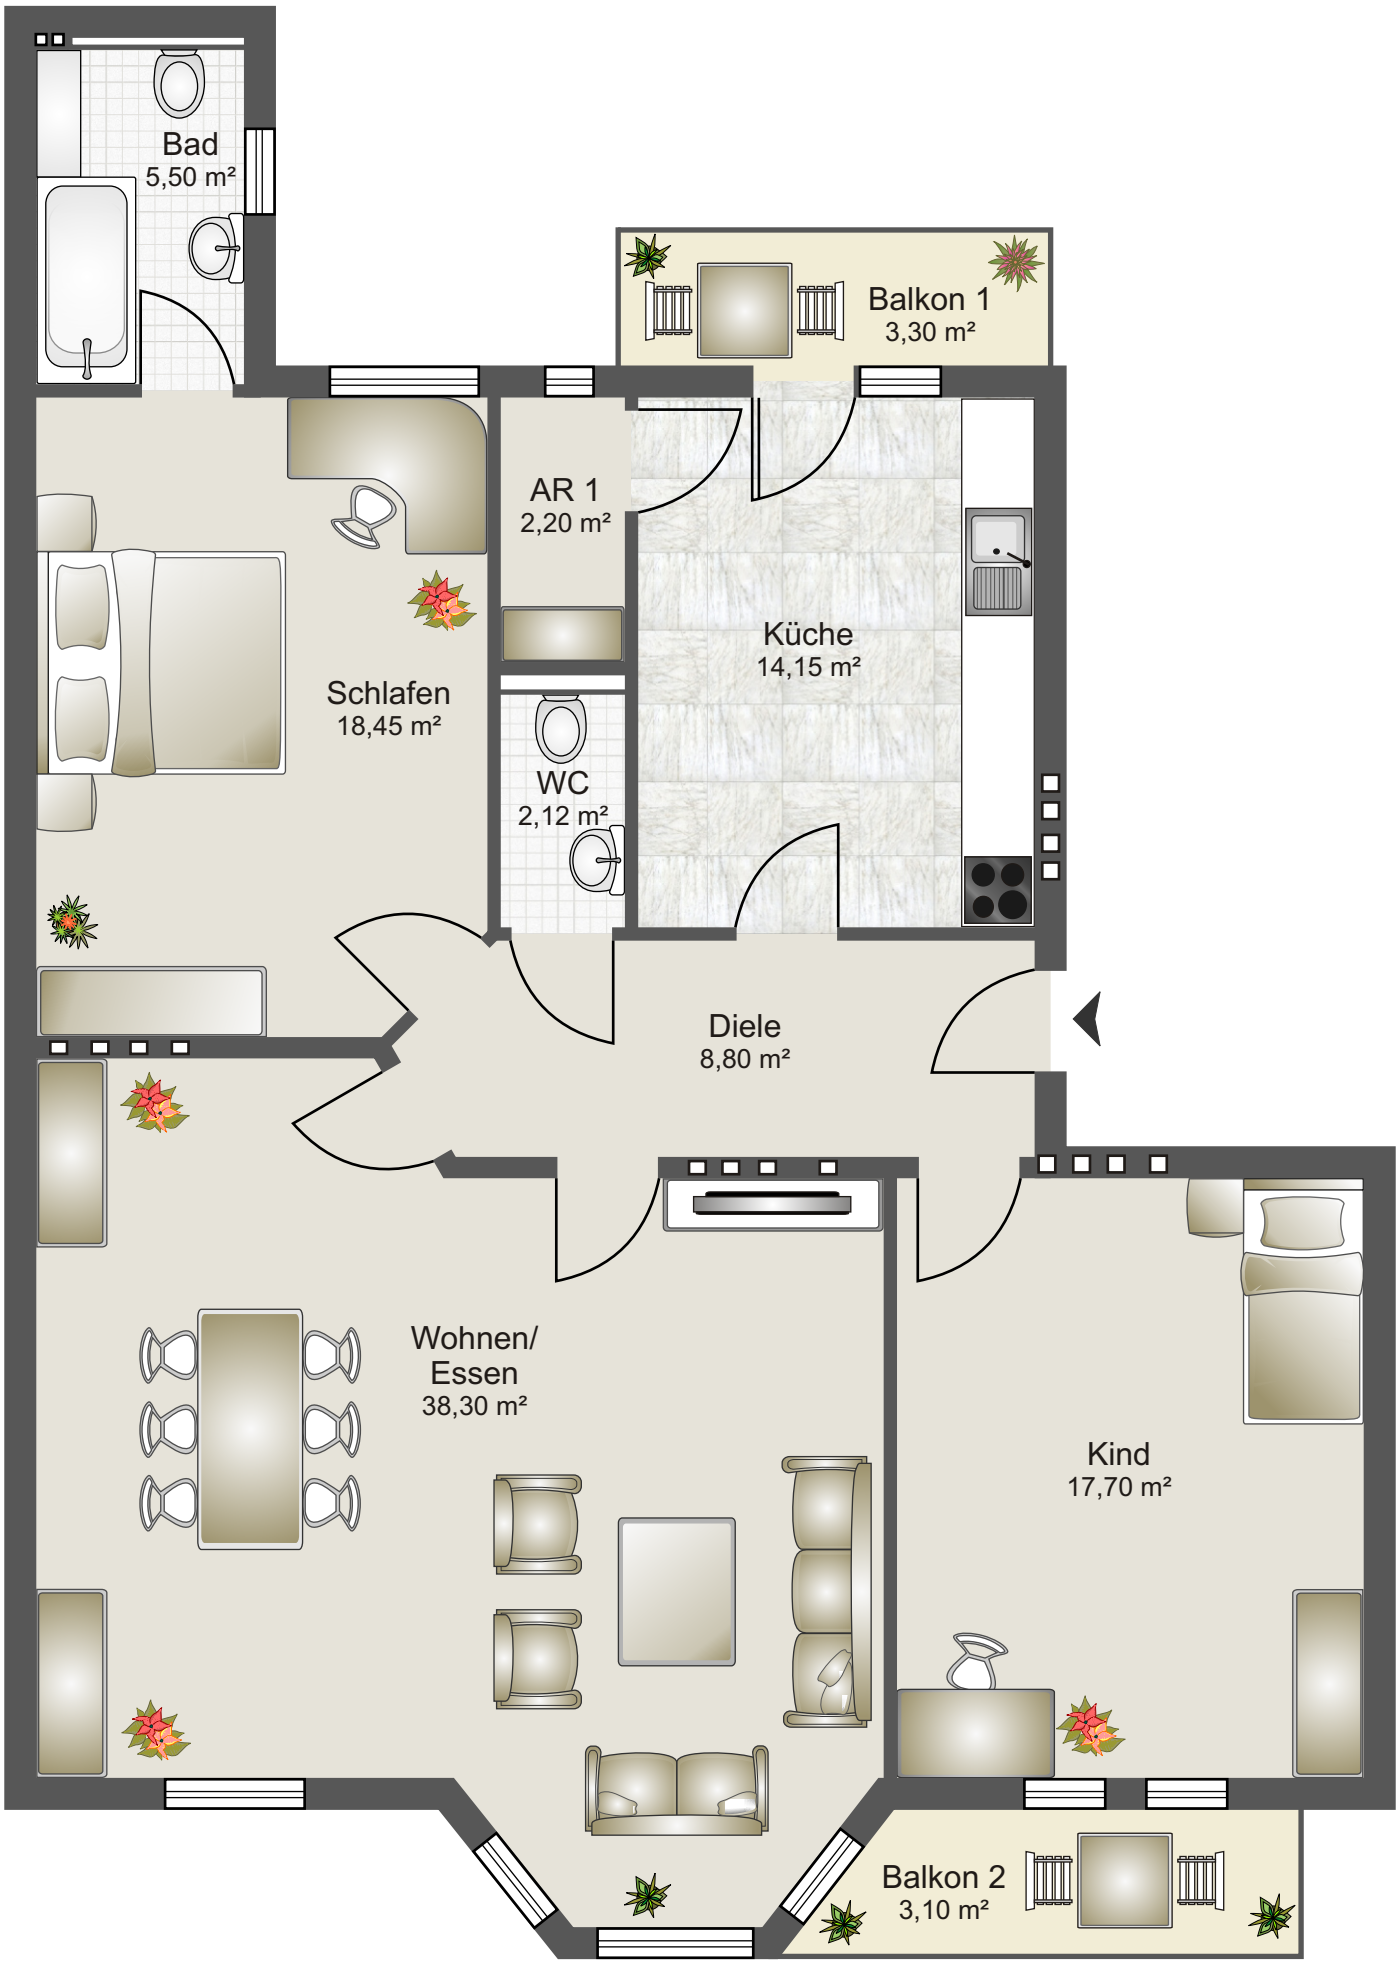 Bad
5,50 m²
Balkon 1
3,30 m²
AR 1
2,20 m²
Küche
14,15 m²
Schlafen
18,45 m²
WC
2,12 m²
Diele
8,80 m²
Wohnen/
Essen
38,30 m²
Kind
17,70 m²
Balkon 2
3,10 m²